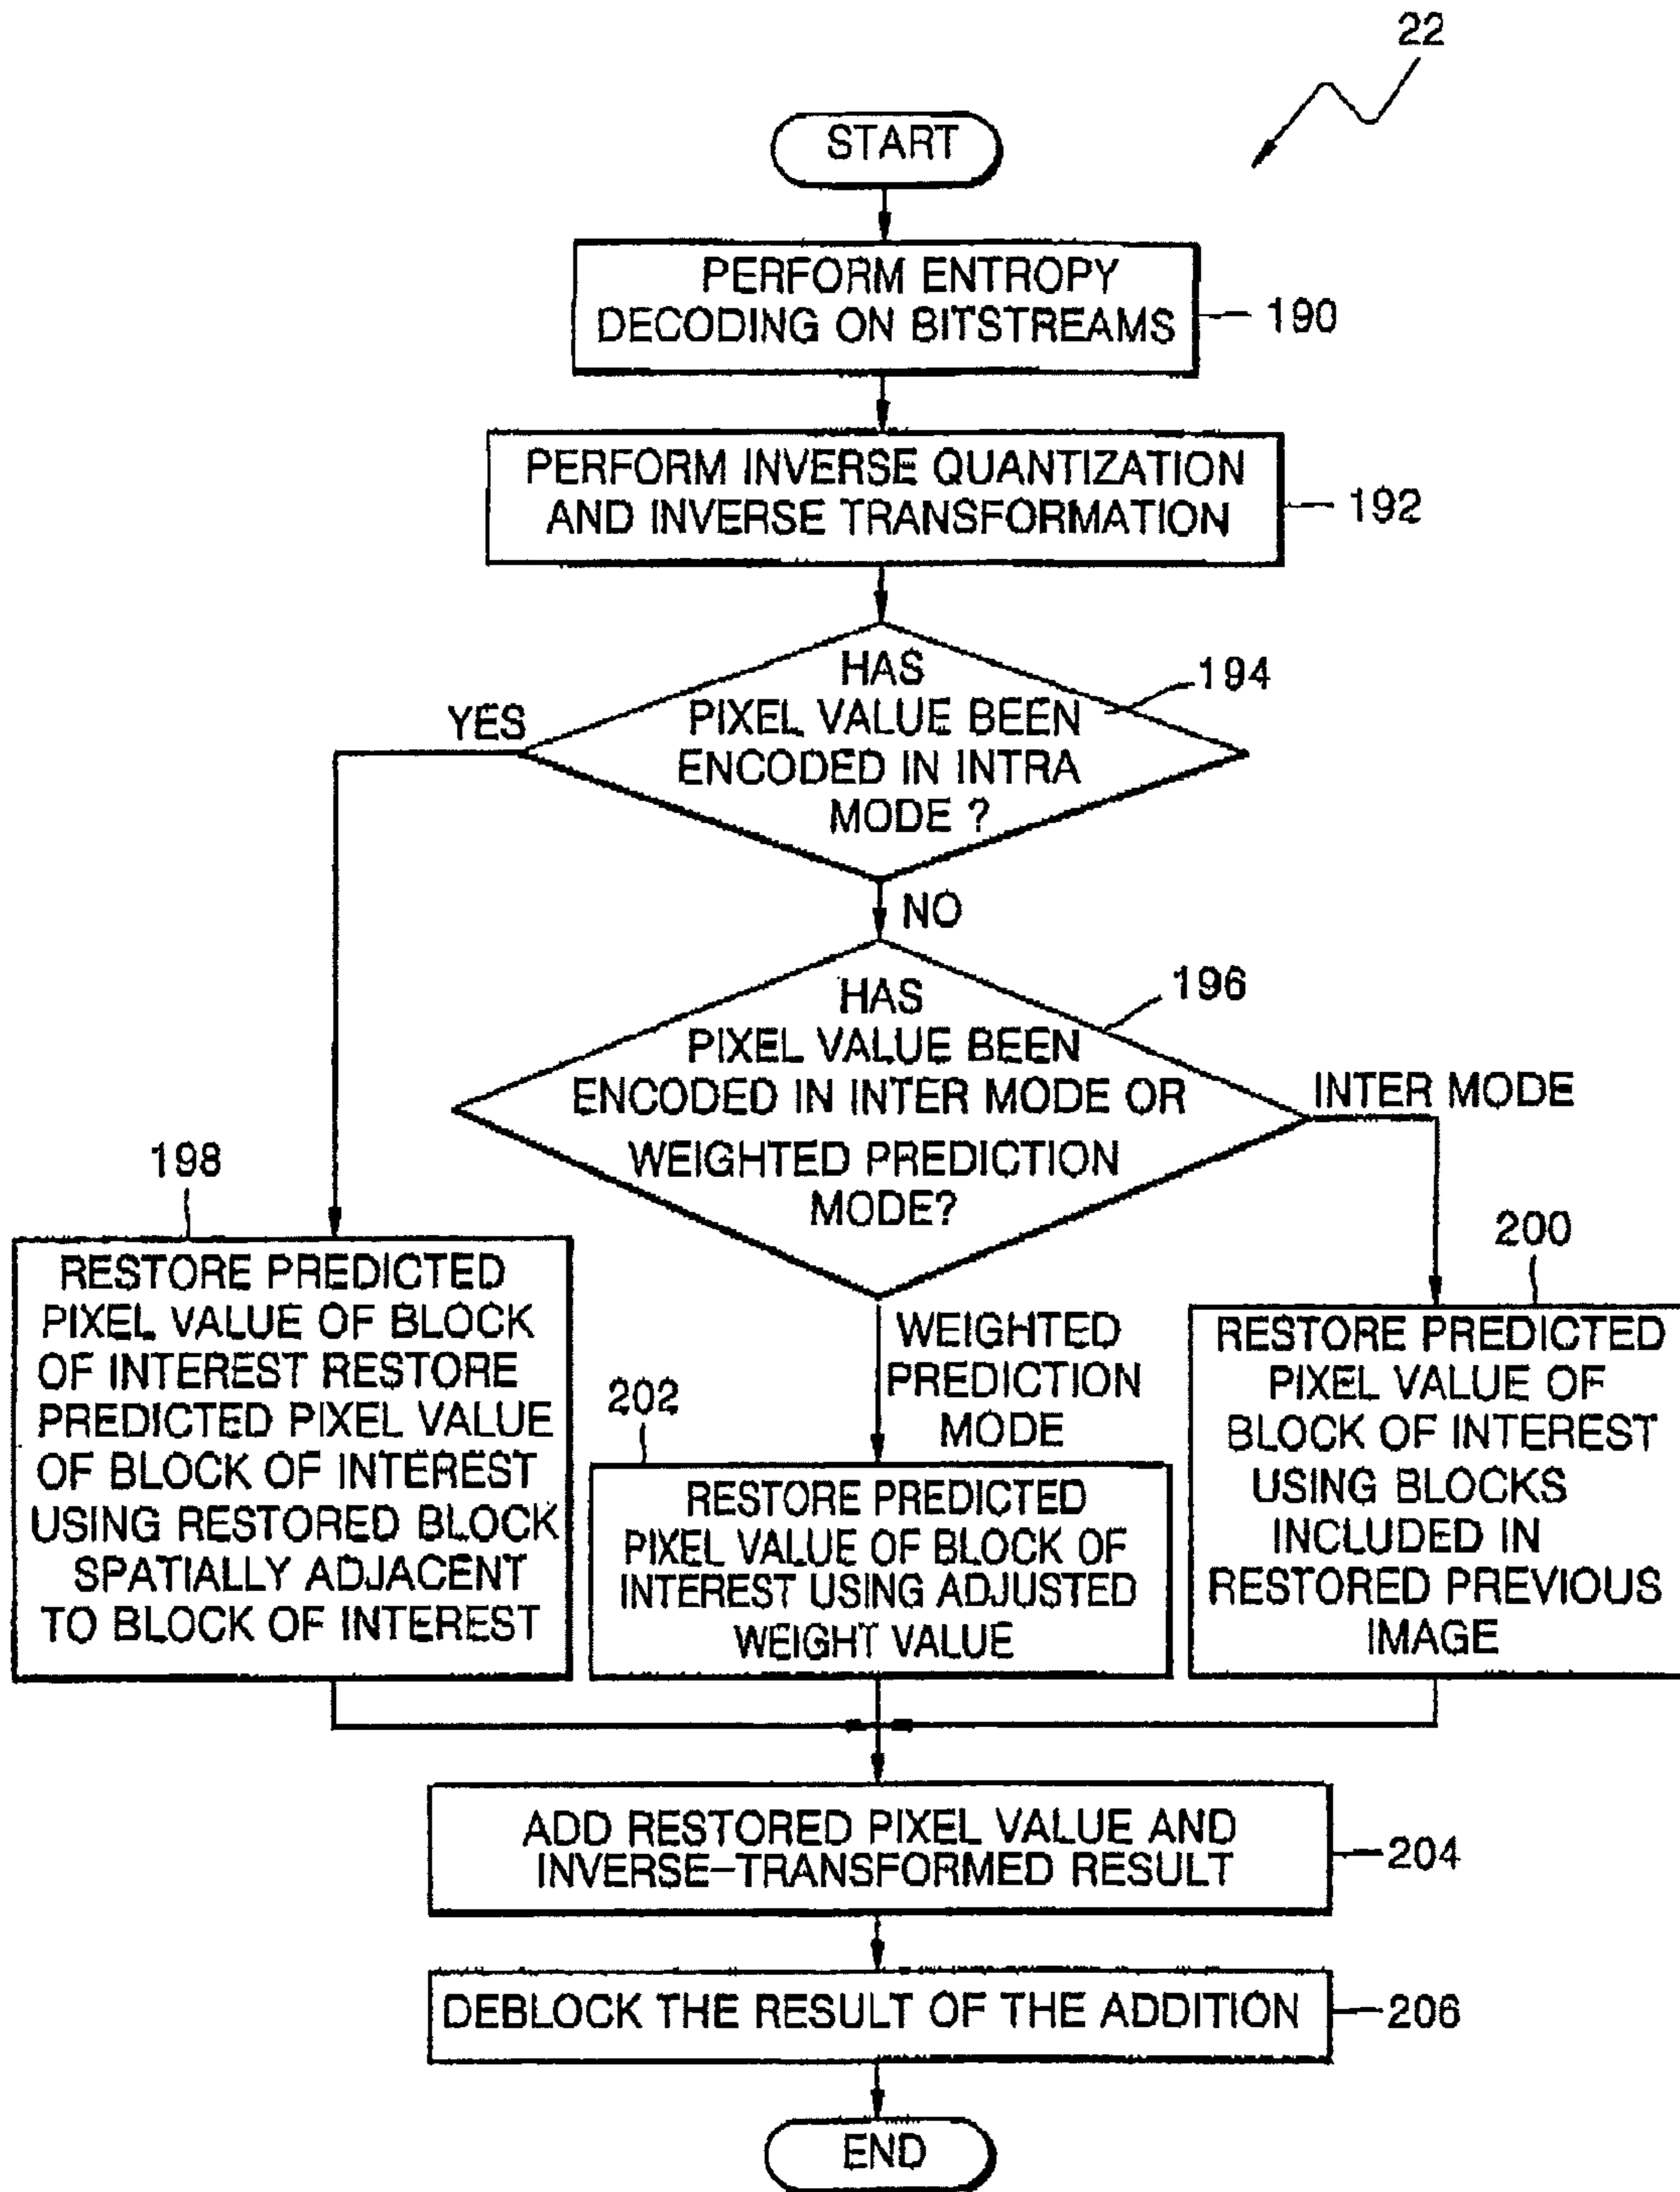 22
START
PERFORM ENTROPY
DECODING ON BITSTREAMS
190
PERFORM INVERSE QUANTIZATION
AND INVERSE TRANSFORMATION
192
HAS
PIXEL VALUE BEEN
ENCODED IN INTRA
MODE ?
194
YES
NO
HAS
PIXEL VALUE BEEN
ENCODED IN INTER MODE OR
WEIGHTED PREDICTION
MODE?
196
INTER MODE
198
RESTORE PREDICTED
PIXEL VALUE OF BLOCK
OF INTEREST RESTORE
PREDICTED PIXEL VALUE
OF BLOCK OF INTEREST
USING RESTORED BLOCK
SPATIALLY ADJACENT
TO BLOCK OF INTEREST
WEIGHTED
PREDICTION
MODE
202
RESTORE PREDICTED
PIXEL VALUE OF BLOCK OF
INTEREST USING ADJUSTED
WEIGHT VALUE
200
RESTORE PREDICTED
PIXEL VALUE OF
BLOCK OF INTEREST
USING BLOCKS
INCLUDED IN
RESTORED PREVIOUS
IMAGE
ADD RESTORED PIXEL VALUE AND
INVERSE-TRANSFORMED RESULT
204
DEBLOCK THE RESULT OF THE ADDITION
206
END